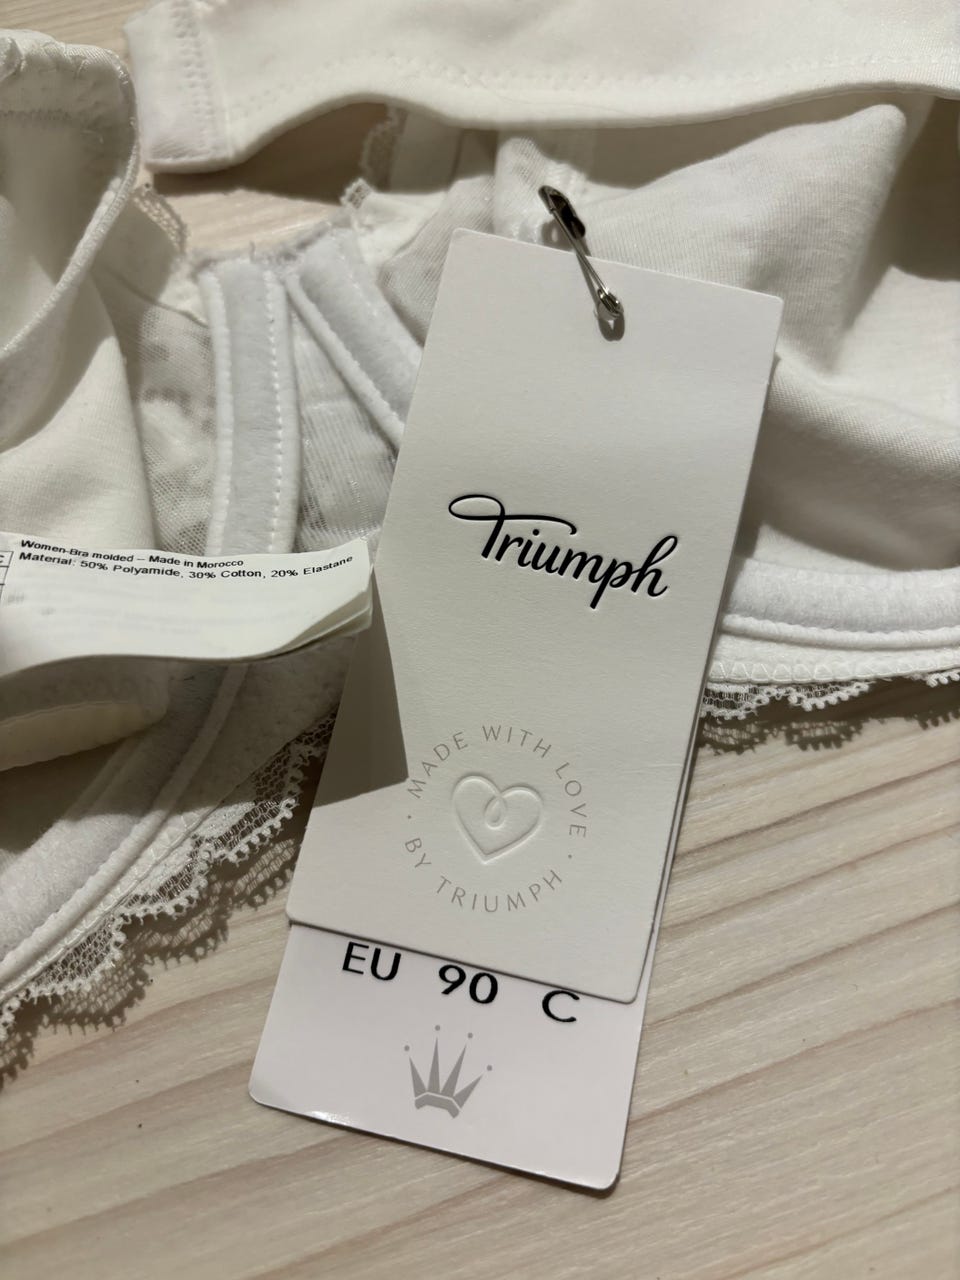 Women-Bra molded – Made in Morocco
Material: 50% Polyamide, 30% Cotton, 20% Elastane
Triumph
MADE WITH LOVE
· BY TRIUMPH ·
EU 90 C